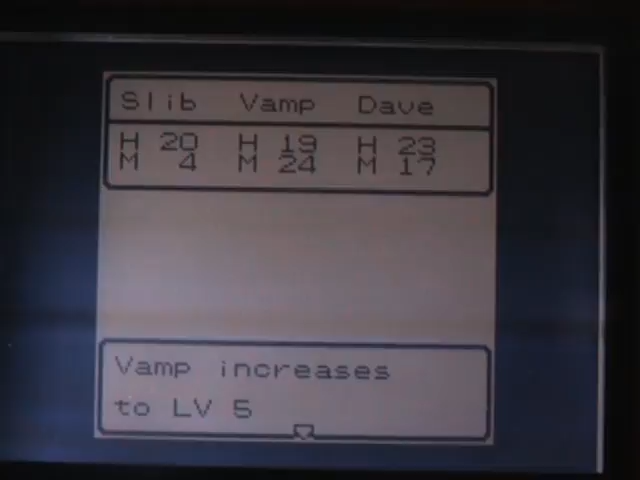 Slib Vamp Dave
H 20 H 19 H 23
M 4 M 24 M 17
Vamp increases
to LV 5